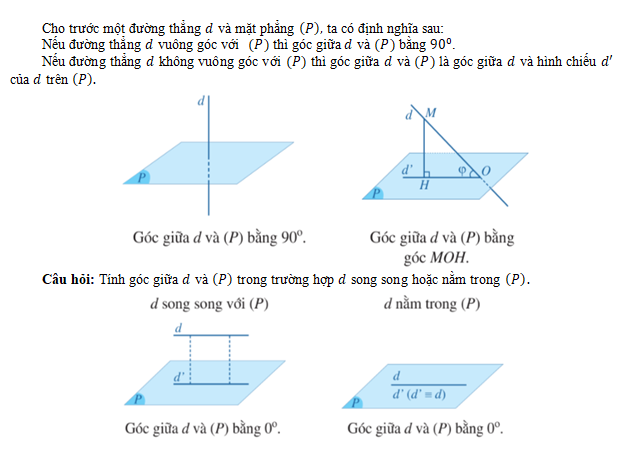 Cho trước một đường thẳng d và mặt phẳng (P), ta có định nghĩa sau:
Nếu đường thẳng d vuông góc với (P) thì góc giữa d và (P) bằng 90⁰.
Nếu đường thẳng d không vuông góc với (P) thì góc giữa d và (P) là góc giữa d và hình chiếu d'
của d trên (P).
d
P
d M
d' φ O
H
P
Góc giữa d và (P) bằng 90º.
Góc giữa d và (P) bằng
góc MOH.
Câu hỏi: Tính góc giữa d và (P) trong trường hợp d song song hoặc nằm trong (P).
d song song với (P)
d nằm trong (P)
d
d'
P
d
d' (d' ≡ d)
P
Góc giữa d và (P) bằng 0º.
Góc giữa d và (P) bằng 0º.